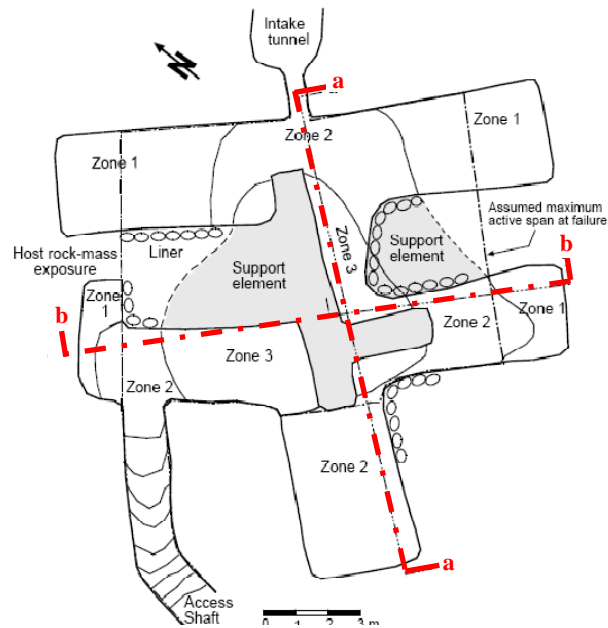 Intake
tunnel
N
a
Zone 2
Zone 1
Zone 1
Assumed maximum
active span at failure
Support
element
Zone 3
Host rock-mass
exposure
Liner
Support
element
b
Zone
1
b
Zone 1
Zone 2
Zone 3
Zone 2
Zone 2
a
Access
Shaft
0 1 2 3 m